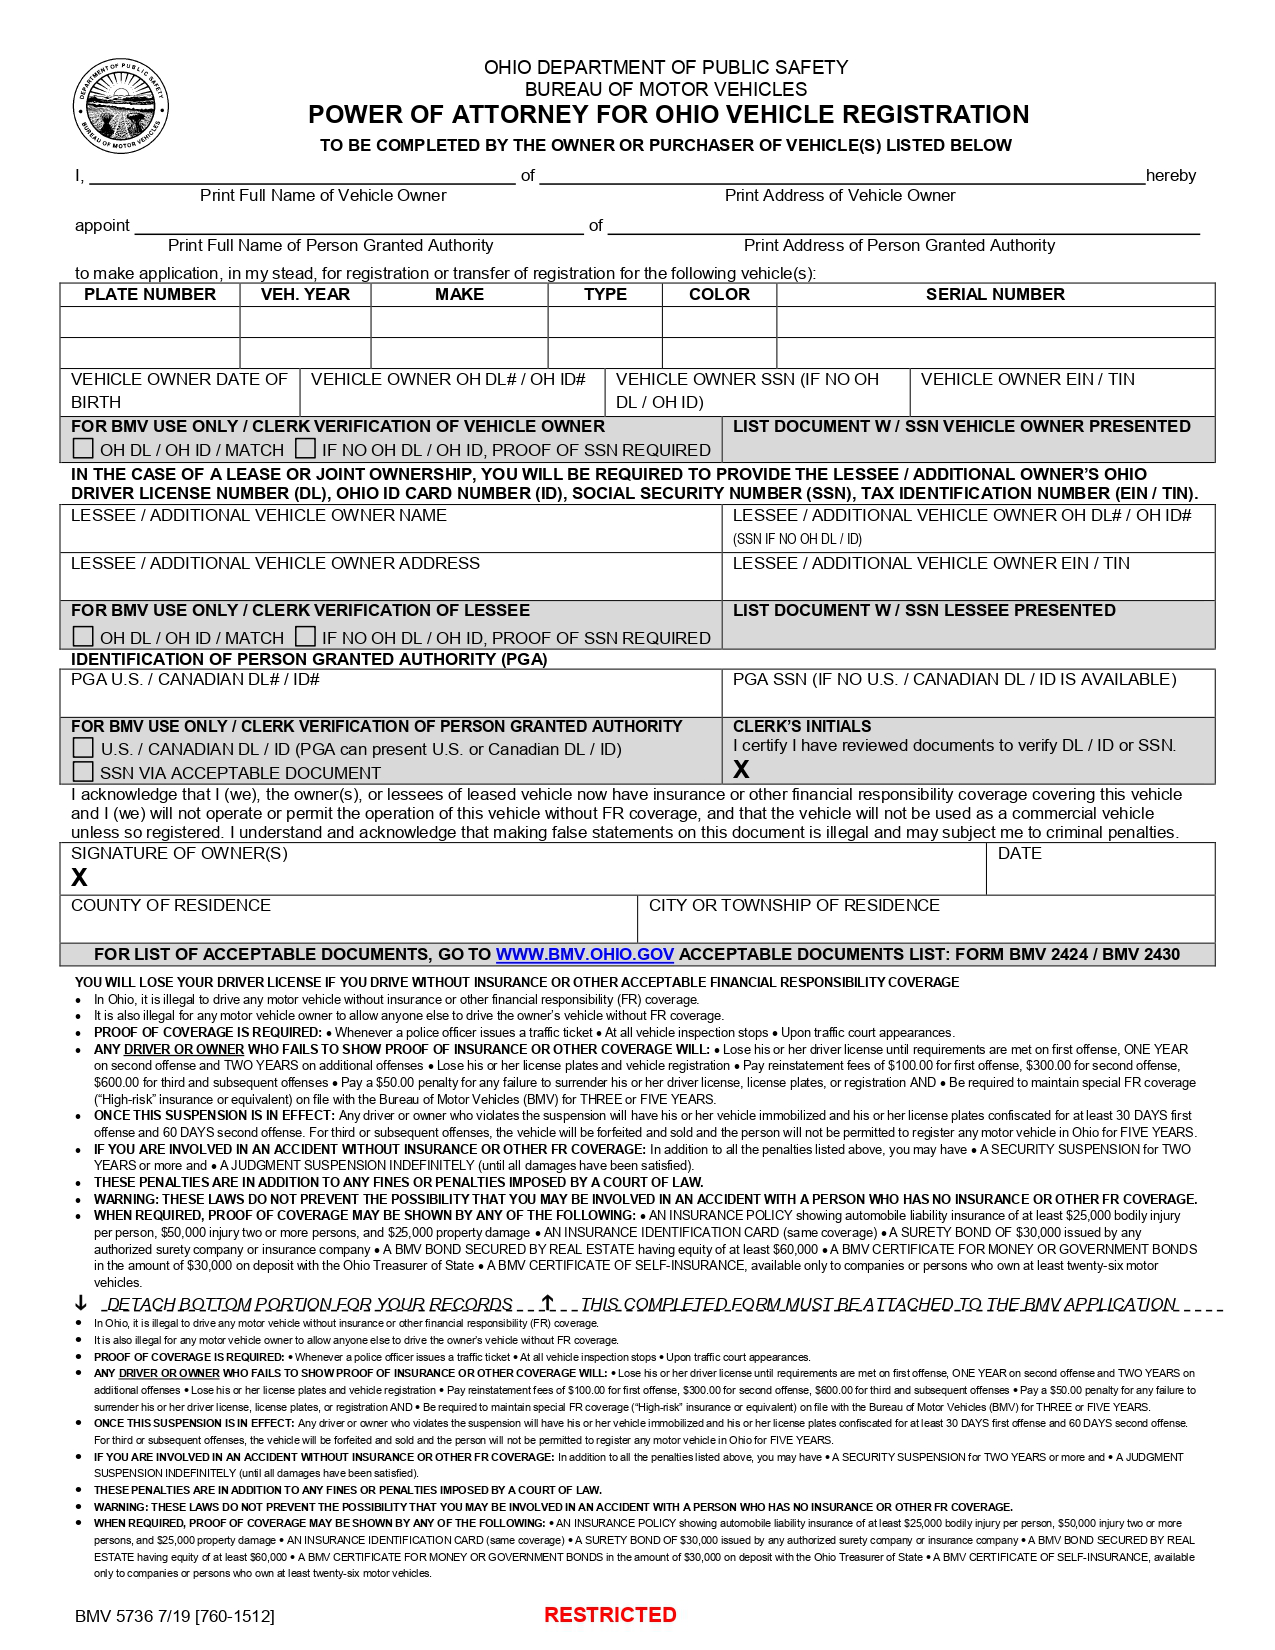 DEPARTMENT OF PUBLIC SAFETY
BUREAU OF MOTOR VEHICLES
OHIO DEPARTMENT OF PUBLIC SAFETY
BUREAU OF MOTOR VEHICLES
POWER OF ATTORNEY FOR OHIO VEHICLE REGISTRATION
TO BE COMPLETED BY THE OWNER OR PURCHASER OF VEHICLE(S) LISTED BELOW
I, of hereby
Print Full Name of Vehicle Owner Print Address of Vehicle Owner
appoint of
Print Full Name of Person Granted Authority Print Address of Person Granted Authority
to make application, in my stead, for registration or transfer of registration for the following vehicle(s):
PLATE NUMBER VEH. YEAR MAKE TYPE COLOR SERIAL NUMBER
VEHICLE OWNER DATE OF VEHICLE OWNER OH DL# / OH ID# VEHICLE OWNER SSN (IF NO OH VEHICLE OWNER EIN / TIN
BIRTH DL / OH ID)
FOR BMV USE ONLY / CLERK VERIFICATION OF VEHICLE OWNER LIST DOCUMENT W / SSN VEHICLE OWNER PRESENTED
OH DL / OH ID / MATCH IF NO OH DL / OH ID, PROOF OF SSN REQUIRED
IN THE CASE OF A LEASE OR JOINT OWNERSHIP, YOU WILL BE REQUIRED TO PROVIDE THE LESSEE / ADDITIONAL OWNER'S OHIO
DRIVER LICENSE NUMBER (DL), OHIO ID CARD NUMBER (ID), SOCIAL SECURITY NUMBER (SSN), TAX IDENTIFICATION NUMBER (EIN / TIN).
LESSEE / ADDITIONAL VEHICLE OWNER NAME LESSEE / ADDITIONAL VEHICLE OWNER OH DL# / OH ID#
(SSN IF NO OH DL / ID)
LESSEE / ADDITIONAL VEHICLE OWNER ADDRESS LESSEE / ADDITIONAL VEHICLE OWNER EIN / TIN
FOR BMV USE ONLY / CLERK VERIFICATION OF LESSEE LIST DOCUMENT W / SSN LESSEE PRESENTED
OH DL / OH ID / MATCH IF NO OH DL / OH ID, PROOF OF SSN REQUIRED
IDENTIFICATION OF PERSON GRANTED AUTHORITY (PGA)
PGA U.S. / CANADIAN DL# / ID# PGA SSN (IF NO U.S. / CANADIAN DL / ID IS AVAILABLE)
FOR BMV USE ONLY / CLERK VERIFICATION OF PERSON GRANTED AUTHORITY CLERK'S INITIALS
U.S. / CANADIAN DL / ID (PGA can present U.S. or Canadian DL / ID) I certify I have reviewed documents to verify DL / ID or SSN.
SSN VIA ACCEPTABLE DOCUMENT X
I acknowledge that I (we), the owner(s), or lessees of leased vehicle now have insurance or other financial responsibility coverage covering this vehicle
and I (we) will not operate or permit the operation of this vehicle without FR coverage, and that the vehicle will not be used as a commercial vehicle
unless so registered. I understand and acknowledge that making false statements on this document is illegal and may subject me to criminal penalties.
SIGNATURE OF OWNER(S) DATE
X
COUNTY OF RESIDENCE CITY OR TOWNSHIP OF RESIDENCE
FOR LIST OF ACCEPTABLE DOCUMENTS, GO TO WWW.BMV.OHIO.GOV ACCEPTABLE DOCUMENTS LIST: FORM BMV 2424 / BMV 2430
YOU WILL LOSE YOUR DRIVER LICENSE IF YOU DRIVE WITHOUT INSURANCE OR OTHER ACCEPTABLE FINANCIAL RESPONSIBILITY COVERAGE
• In Ohio, it is illegal to drive any motor vehicle without insurance or other financial responsibility (FR) coverage.
• It is also illegal for any motor vehicle owner to allow anyone else to drive the owner's vehicle without FR coverage.
• PROOF OF COVERAGE IS REQUIRED: • Whenever a police officer issues a traffic ticket • At all vehicle inspection stops • Upon traffic court appearances.
• ANY DRIVER OR OWNER WHO FAILS TO SHOW PROOF OF INSURANCE OR OTHER COVERAGE WILL: • Lose his or her driver license until requirements are met on first offense, ONE YEAR
on second offense and TWO YEARS on additional offenses • Lose his or her license plates and vehicle registration • Pay reinstatement fees of $100.00 for first offense, $300.00 for second offense,
$600.00 for third and subsequent offenses • Pay a $50.00 penalty for any failure to surrender his or her driver license, license plates, or registration AND • Be required to maintain special FR coverage
("High-risk" insurance or equivalent) on file with the Bureau of Motor Vehicles (BMV) for THREE or FIVE YEARS.
• ONCE THIS SUSPENSION IS IN EFFECT: Any driver or owner who violates the suspension will have his or her vehicle immobilized and his or her license plates confiscated for at least 30 DAYS first
offense and 60 DAYS second offense. For third or subsequent offenses, the vehicle will be forfeited and sold and the person will not be permitted to register any motor vehicle in Ohio for FIVE YEARS.
• IF YOU ARE INVOLVED IN AN ACCIDENT WITHOUT INSURANCE OR OTHER FR COVERAGE: In addition to all the penalties listed above, you may have • A SECURITY SUSPENSION for TWO
YEARS or more and • A JUDGMENT SUSPENSION INDEFINITELY (until all damages have been satisfied).
• THESE PENALTIES ARE IN ADDITION TO ANY FINES OR PENALTIES IMPOSED BY A COURT OF LAW.
• WARNING: THESE LAWS DO NOT PREVENT THE POSSIBILITY THAT YOU MAY BE INVOLVED IN AN ACCIDENT WITH A PERSON WHO HAS NO INSURANCE OR OTHER FR COVERAGE.
• WHEN REQUIRED, PROOF OF COVERAGE MAY BE SHOWN BY ANY OF THE FOLLOWING: • AN INSURANCE POLICY showing automobile liability insurance of at least $25,000 bodily injury
per person, $50,000 injury two or more persons, and $25,000 property damage • AN INSURANCE IDENTIFICATION CARD (same coverage) • A SURETY BOND OF $30,000 issued by any
authorized surety company or insurance company • A BMV BOND SECURED BY REAL ESTATE having equity of at least $60,000 • A BMV CERTIFICATE FOR MONEY OR GOVERNMENT BONDS
in the amount of $30,000 on deposit with the Ohio Treasurer of State • A BMV CERTIFICATE OF SELF-INSURANCE, available only to companies or persons who own at least twenty-six motor
vehicles.
↓ DETACH BOTTOM PORTION FOR YOUR RECORDS ↑ THIS COMPLETED FORM MUST BE ATTACHED TO THE BMV APPLICATION
• In Ohio, it is illegal to drive any motor vehicle without insurance or other financial responsibility (FR) coverage.
• It is also illegal for any motor vehicle owner to allow anyone else to drive the owner's vehicle without FR coverage.
• PROOF OF COVERAGE IS REQUIRED: • Whenever a police officer issues a traffic ticket • At all vehicle inspection stops • Upon traffic court appearances.
• ANY DRIVER OR OWNER WHO FAILS TO SHOW PROOF OF INSURANCE OR OTHER COVERAGE WILL: • Lose his or her driver license until requirements are met on first offense, ONE YEAR on second offense and TWO YEARS on
additional offenses • Lose his or her license plates and vehicle registration • Pay reinstatement fees of $100.00 for first offense, $300.00 for second offense, $600.00 for third and subsequent offenses • Pay a $50.00 penalty for any failure to
surrender his or her driver license, license plates, or registration AND • Be required to maintain special FR coverage ("High-risk" insurance or equivalent) on file with the Bureau of Motor Vehicles (BMV) for THREE or FIVE YEARS.
• ONCE THIS SUSPENSION IS IN EFFECT: Any driver or owner who violates the suspension will have his or her vehicle immobilized and his or her license plates confiscated for at least 30 DAYS first offense and 60 DAYS second offense.
For third or subsequent offenses, the vehicle will be forfeited and sold and the person will not be permitted to register any motor vehicle in Ohio for FIVE YEARS.
• IF YOU ARE INVOLVED IN AN ACCIDENT WITHOUT INSURANCE OR OTHER FR COVERAGE: In addition to all the penalties listed above, you may have • A SECURITY SUSPENSION for TWO YEARS or more and • A JUDGMENT
SUSPENSION INDEFINITELY (until all damages have been satisfied).
• THESE PENALTIES ARE IN ADDITION TO ANY FINES OR PENALTIES IMPOSED BY A COURT OF LAW.
• WARNING: THESE LAWS DO NOT PREVENT THE POSSIBILITY THAT YOU MAY BE INVOLVED IN AN ACCIDENT WITH A PERSON WHO HAS NO INSURANCE OR OTHER FR COVERAGE.
• WHEN REQUIRED, PROOF OF COVERAGE MAY BE SHOWN BY ANY OF THE FOLLOWING: • AN INSURANCE POLICY showing automobile liability insurance of at least $25,000 bodily injury per person, $50,000 injury two or more
persons, and $25,000 property damage • AN INSURANCE IDENTIFICATION CARD (same coverage) • A SURETY BOND OF $30,000 issued by any authorized surety company or insurance company • A BMV BOND SECURED BY REAL
ESTATE having equity of at least $60,000 • A BMV CERTIFICATE FOR MONEY OR GOVERNMENT BONDS in the amount of $30,000 on deposit with the Ohio Treasurer of State • A BMV CERTIFICATE OF SELF-INSURANCE, available
only to companies or persons who own at least twenty-six motor vehicles.
BMV 5736 7/19 [760-1512] RESTRICTED